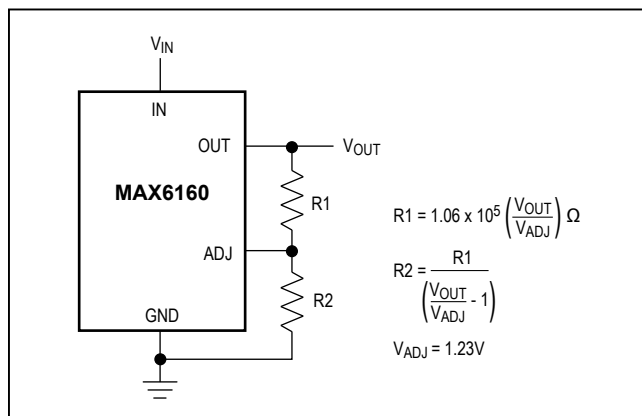 V_IN
IN
OUT
V_OUT
MAX6160
R1
ADJ
R2
GND
R1 = 1.06 x 10^5 (V_OUT / V_ADJ) Ω
R2 = R1 / (V_OUT / V_ADJ - 1)
V_ADJ = 1.23V